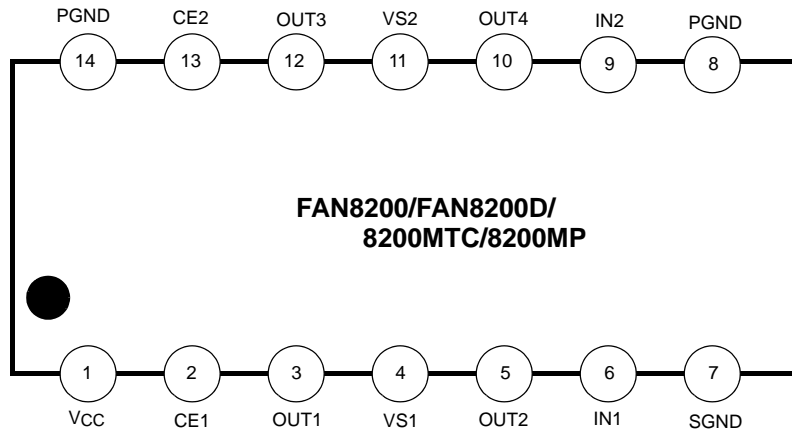 PGND CE2 OUT3 VS2 OUT4 IN2 PGND
14 13 12 11 10 9 8
FAN8200/FAN8200D/
8200MTC/8200MP
1 2 3 4 5 6 7
VCC CE1 OUT1 VS1 OUT2 IN1 SGND